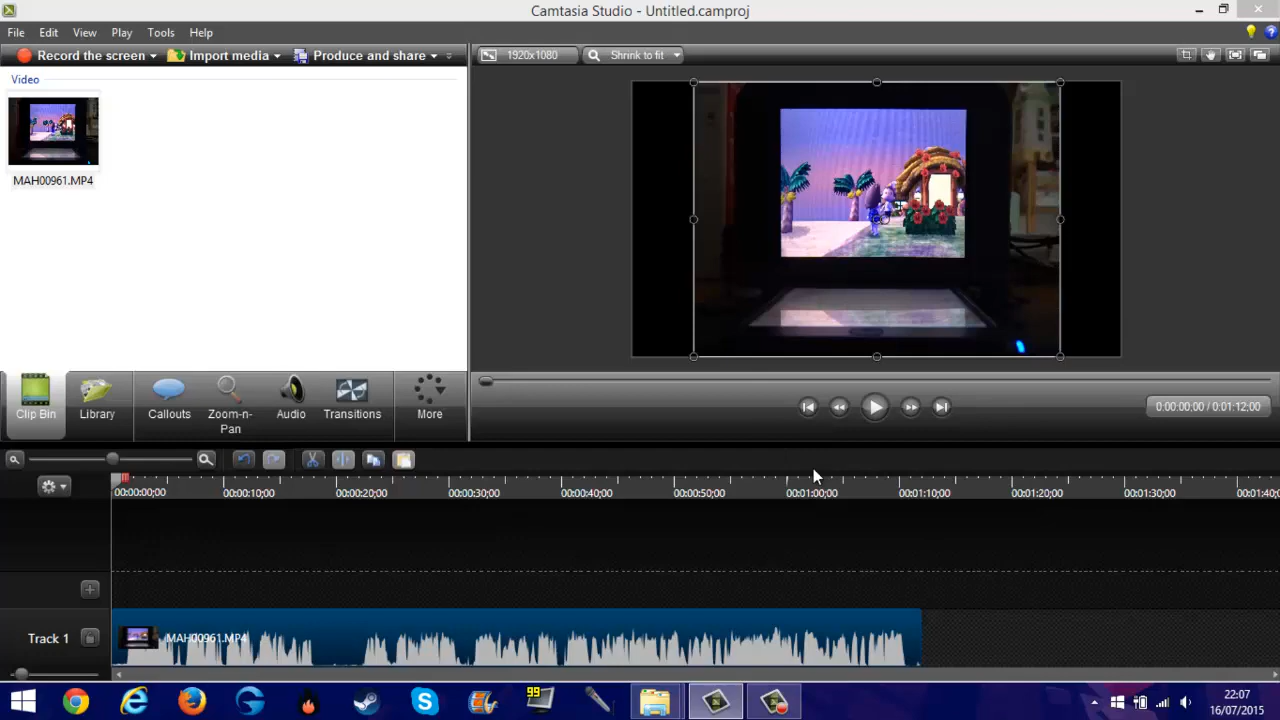 Camtasia Studio - Untitled.camproj
File Edit View Play Tools Help
Record the screen Import media Produce and share
1920x1080 Shrink to fit
Video
MAH00961.MP4
Clip Bin Library Callouts Zoom-n-Pan Audio Transitions More
0:00:00;00 / 0:01:12;00
00:00:00;00 00:00:10;00 00:00:20;00 00:00:30;00 00:00:40;00 00:00:50;00 00:01:00;00 00:01:10;00 00:01:20;00 00:01:30;00 00:01:40;
Track 1 MAH00961.MP4
99
22:07
16/07/2015